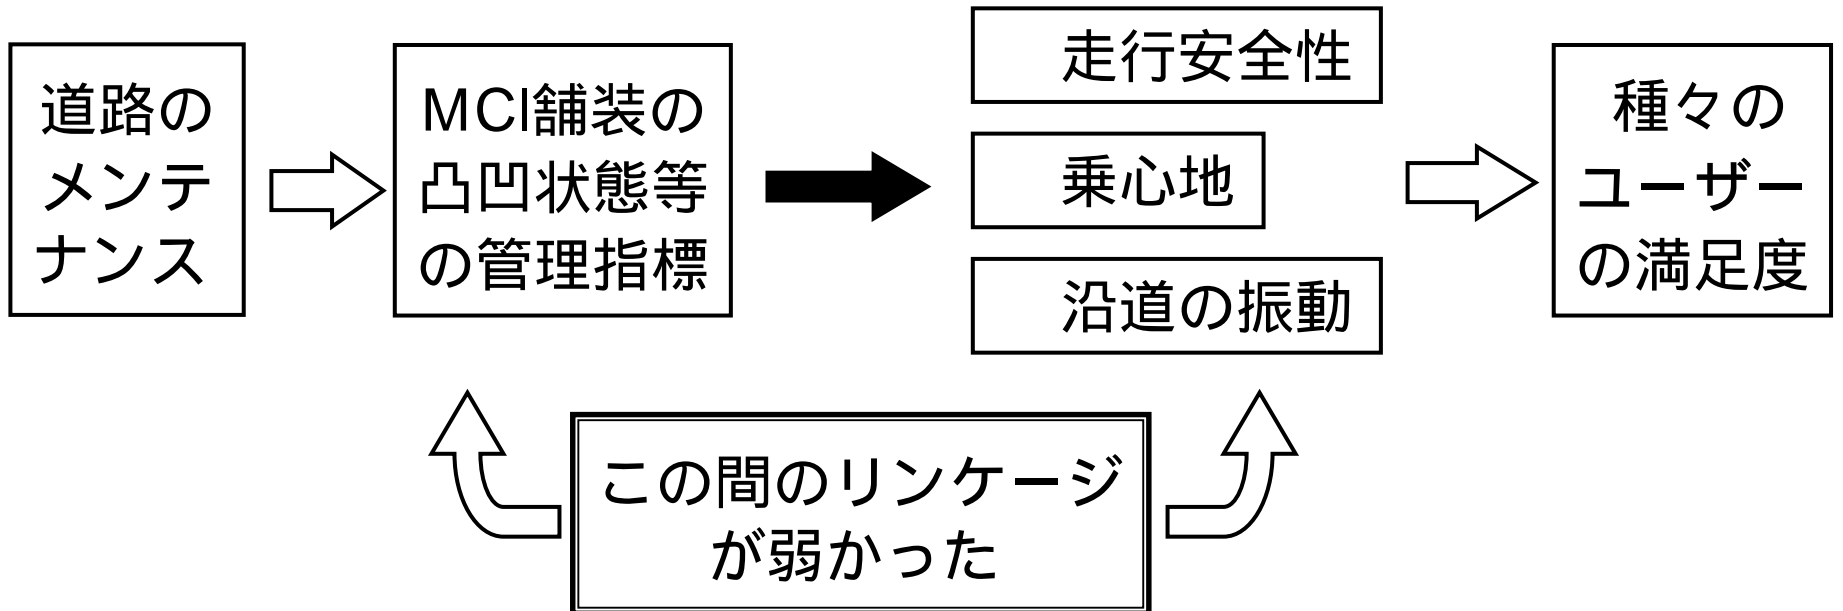 道路の
メンテ
ナンス
MCI舗装の
凸凹状態等
の管理指標
走行安全性
乗心地
沿道の振動
種々の
ユーザー
の満足度
この間のリンケージ
が弱かった